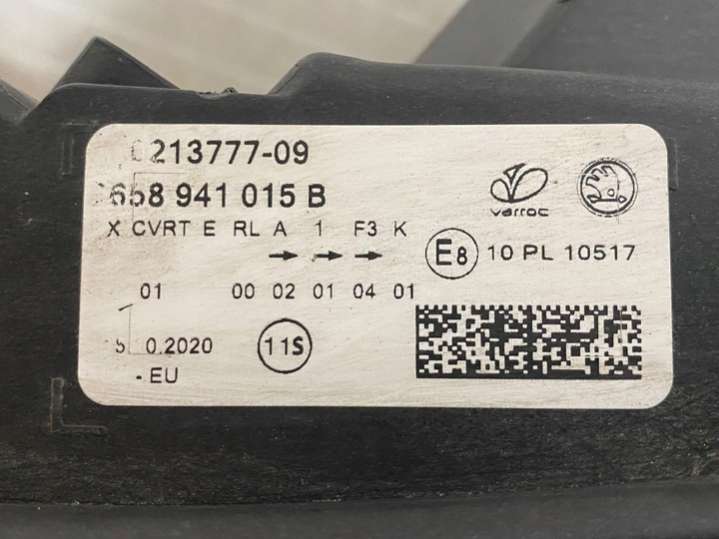 213777-09
658 941 015 B
varroc
X CVRT E RL A 1 F3 K
E8 10 PL 10517
01 00 02 01 04 01
0.2020
11S
- EU